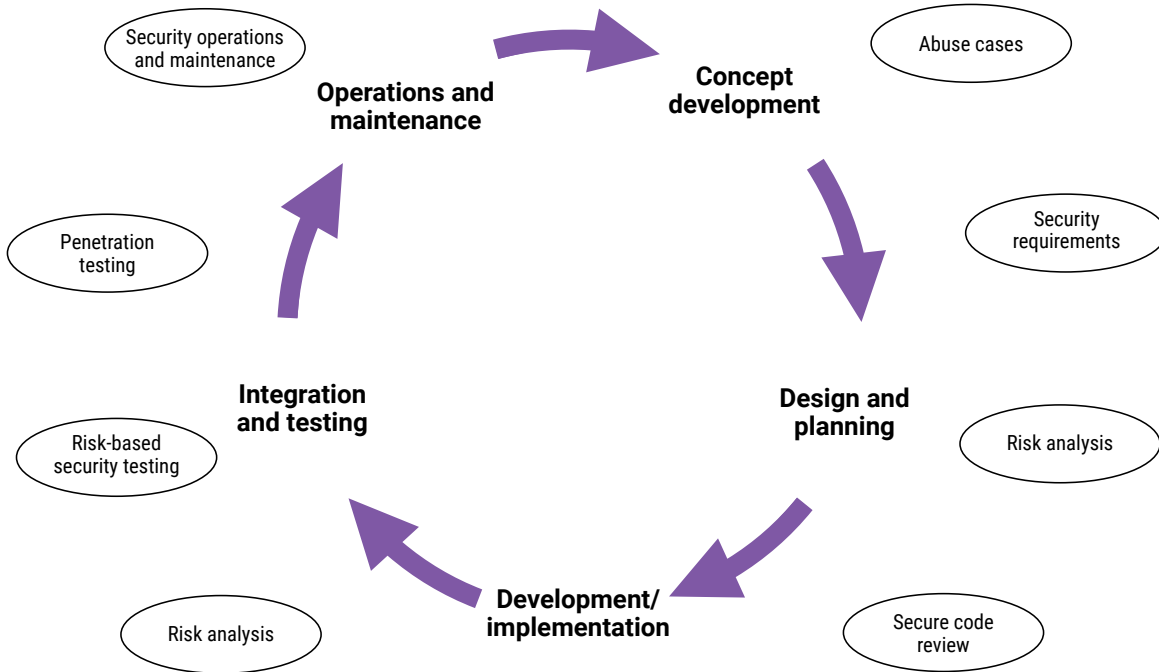 Security operations
and maintenance
Abuse cases
Operations and
maintenance
Concept
development
Penetration
testing
Security
requirements
Integration
and testing
Design and
planning
Risk-based
security testing
Risk analysis
Development/
implementation
Risk analysis
Secure code
review